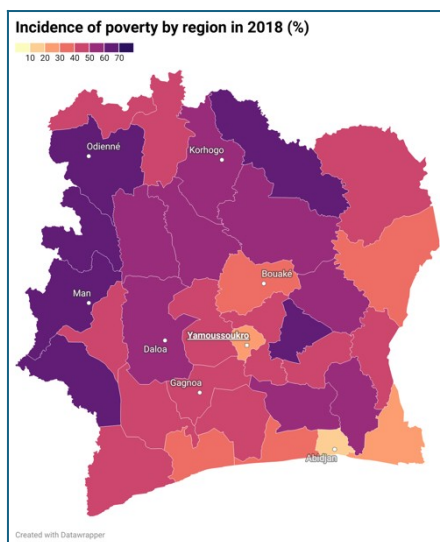 Incidence of poverty by region in 2018 (%)
10 20 30 40 50 60 70
Odienné
Korhogo
Bouaké
Man
Yamoussoukro
Daloa
Gagnoa
Abidjan
Created with Datawrapper